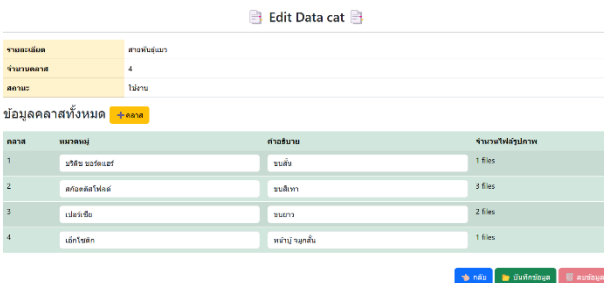 Edit Data cat
รายละเอียด สายพันธุ์แมว
จำนวนคลาส 4
สถานะ ใช้งาน
ข้อมูลคลาสทั้งหมด คลาส
คลาส หมวดหมู่ คำอธิบาย จำนวนไฟล์รูปภาพ
1 บริติช ชอร์ตแฮร์ ขนสั้น 1 files
2 สก๊อตติสโฟลด์ ขนสีเทา 3 files
3 เปอร์เซีย ขนยาว 2 files
4 เอ็กโซติก หน้าบู่ จมูกสั้น 1 files
กลับ บันทึกข้อมูล ลบข้อมูล